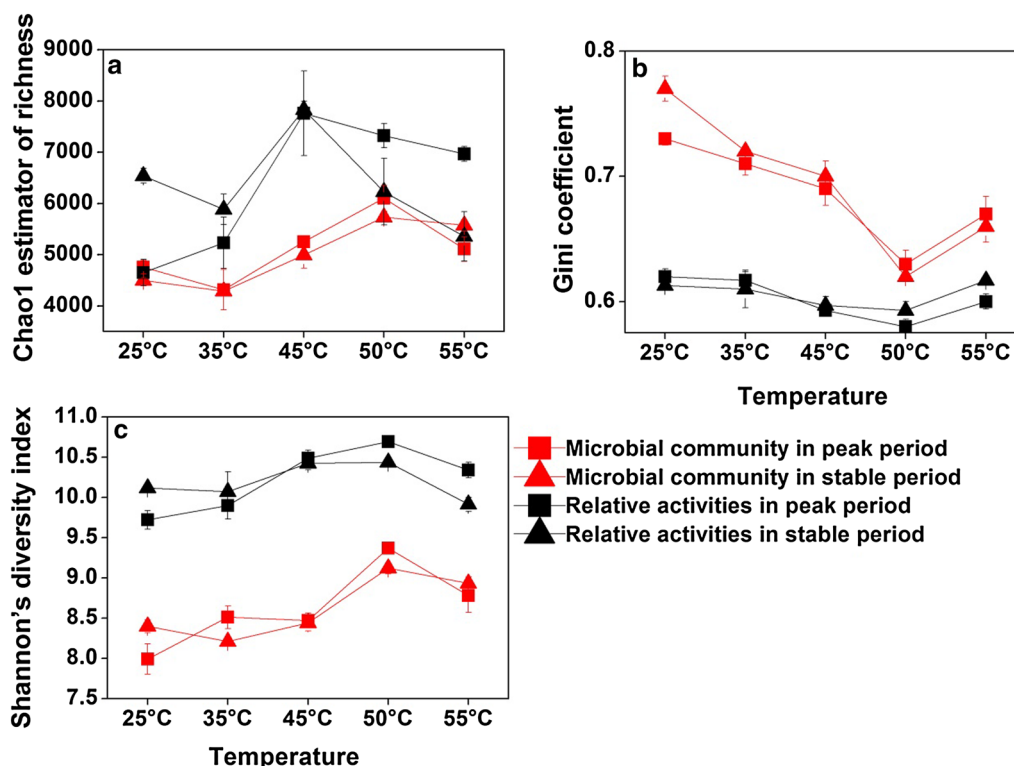 a
Chao1 estimator of richness
9000
8000
7000
6000
5000
4000
25°C 35°C 45°C 50°C 55°C
b
Gini coefficient
0.8
0.7
0.6
25°C 35°C 45°C 50°C 55°C
Temperature
c
Shannon's diversity index
11.0
10.5
10.0
9.5
9.0
8.5
8.0
7.5
25°C 35°C 45°C 50°C 55°C
Temperature
Microbial community in peak period
Microbial community in stable period
Relative activities in peak period
Relative activities in stable period